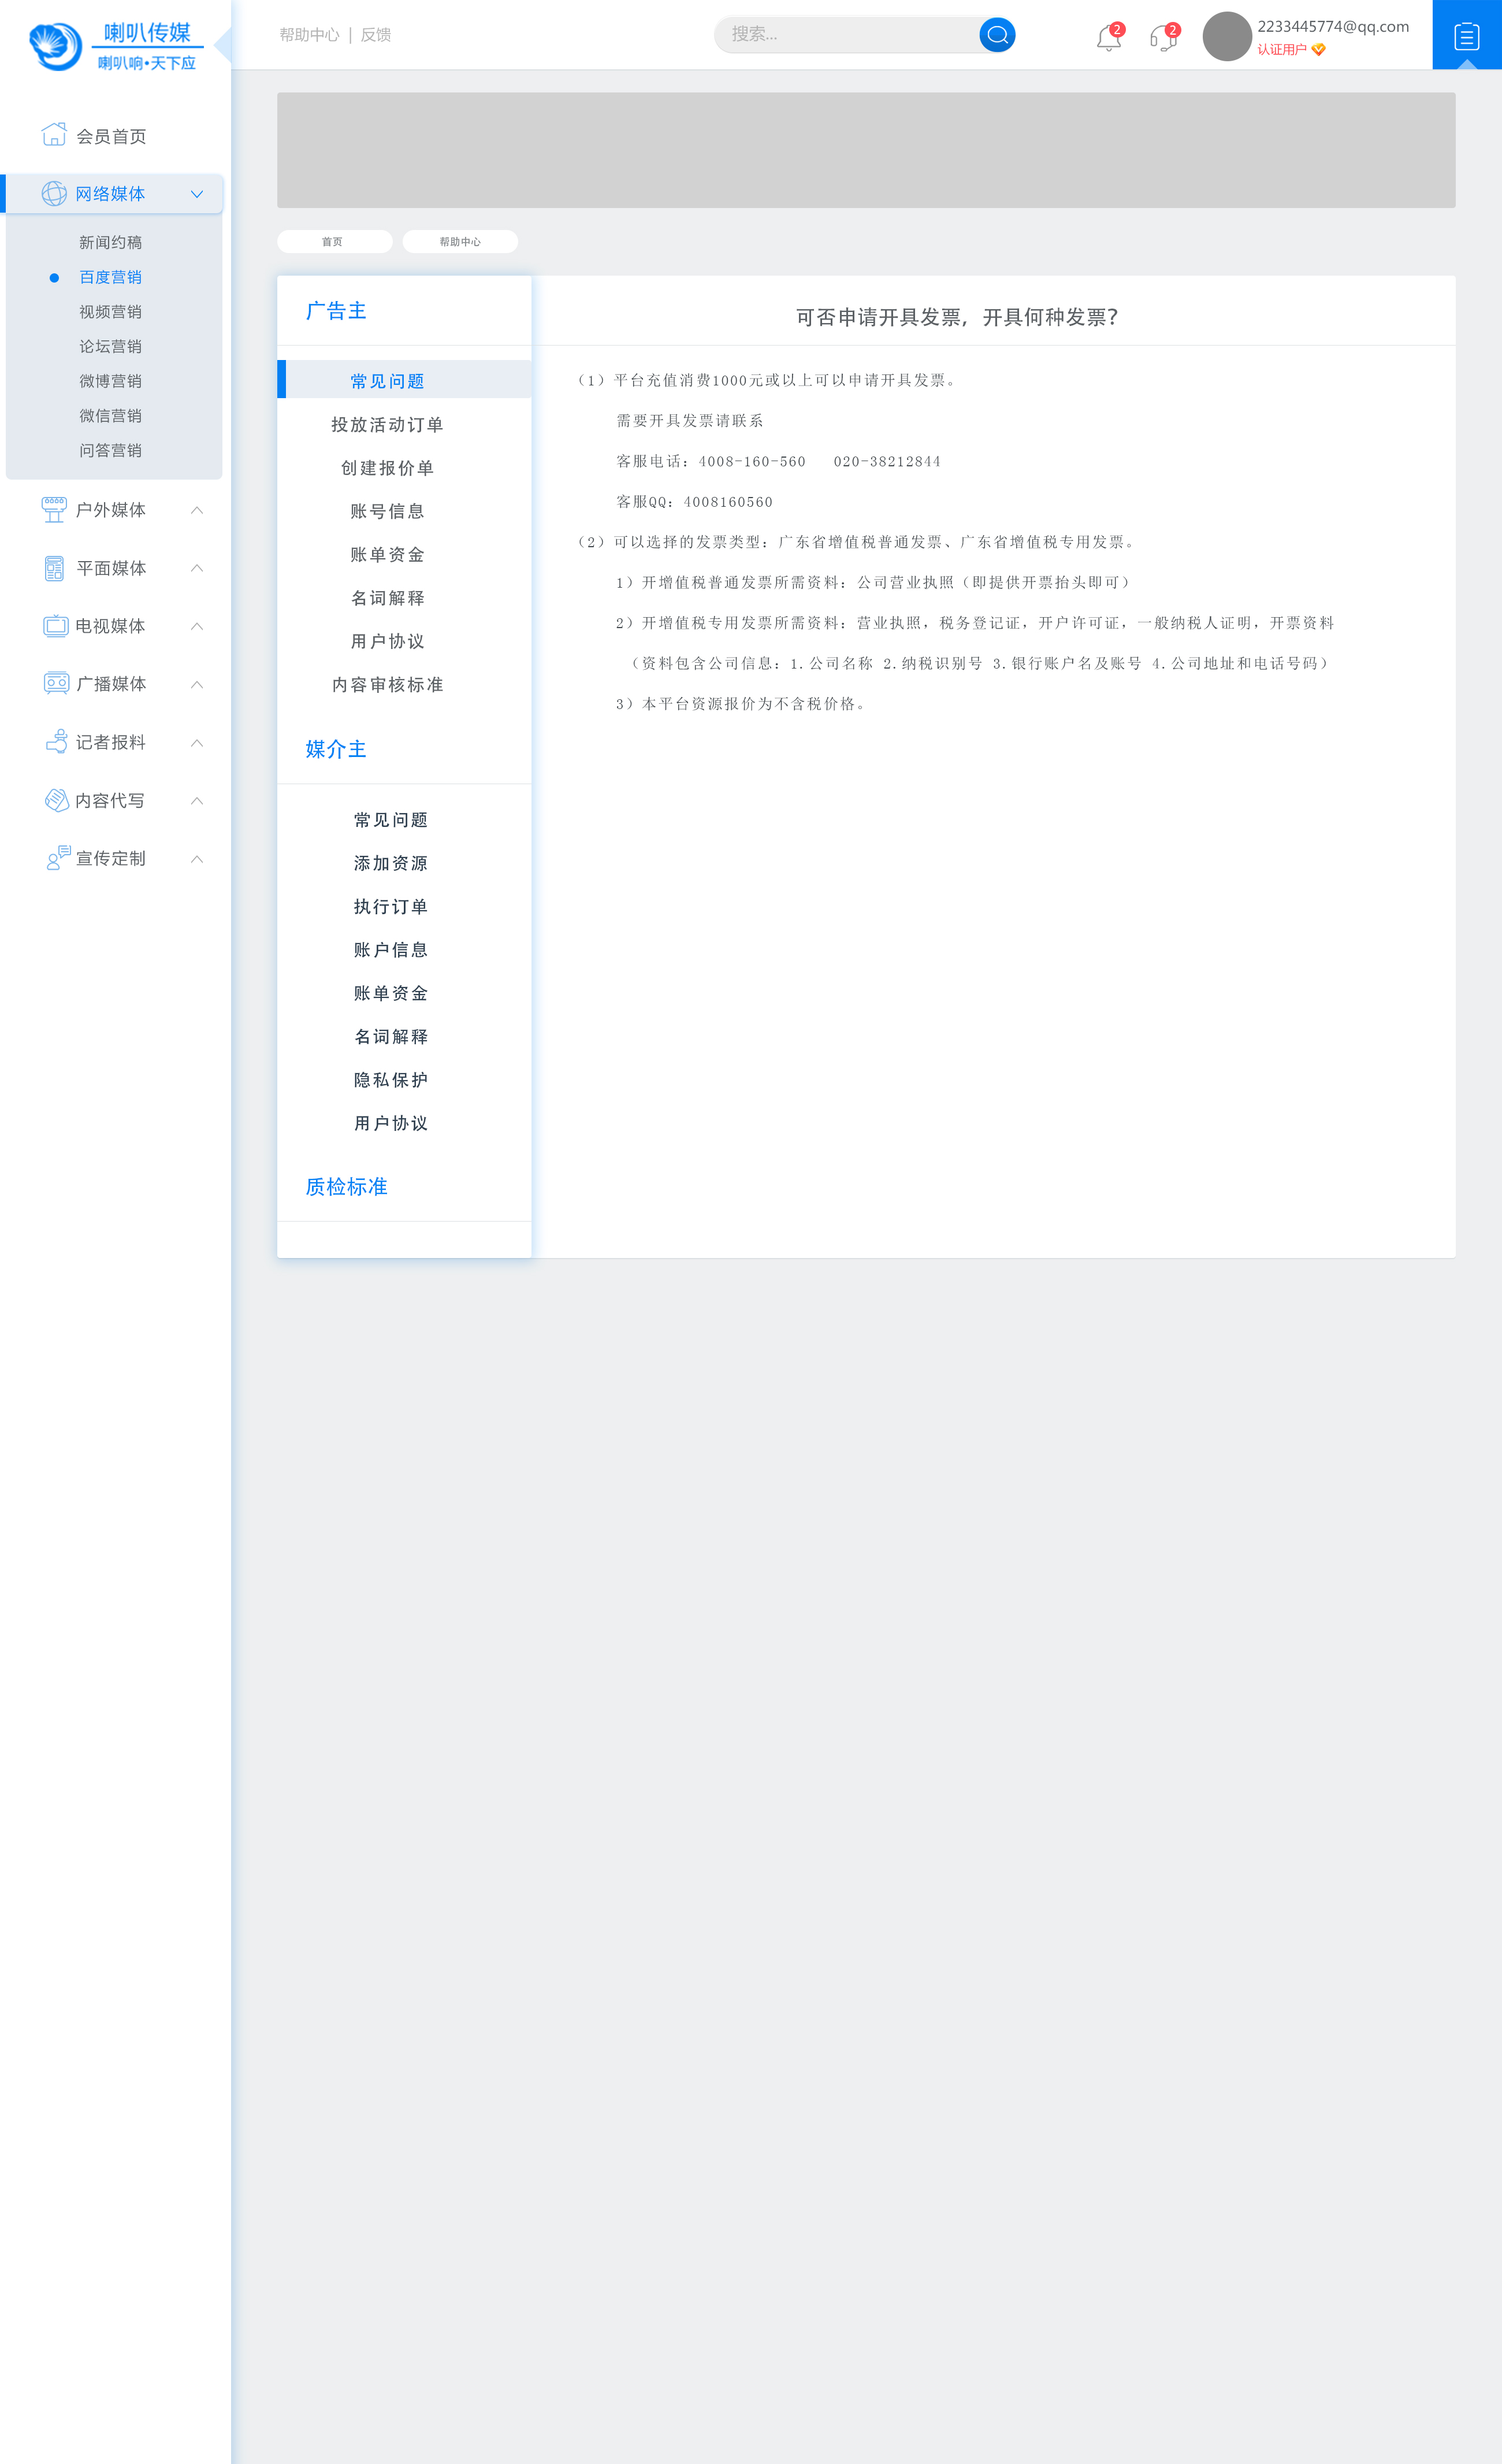 喇叭传媒
喇叭响•天下应
帮助中心 | 反馈
搜索...
2
2
2233445774@qq.com
认证用户
会员首页
网络媒体
新闻约稿
百度营销
视频营销
论坛营销
微博营销
微信营销
问答营销
户外媒体
平面媒体
电视媒体
广播媒体
记者报料
内容代写
宣传定制
首页
帮助中心
广告主
常见问题
投放活动订单
创建报价单
账号信息
账单资金
名词解释
用户协议
内容审核标准
媒介主
常见问题
添加资源
执行订单
账户信息
账单资金
名词解释
隐私保护
用户协议
质检标准
可否申请开具发票，开具何种发票？
（1）平台充值消费1000元或以上可以申请开具发票。
需要开具发票请联系
客服电话：4008-160-560 020-38212844
客服QQ：4008160560
（2）可以选择的发票类型：广东省增值税普通发票、广东省增值税专用发票。
1）开增值税普通发票所需资料：公司营业执照（即提供开票抬头即可）
2）开增值税专用发票所需资料：营业执照，税务登记证，开户许可证，一般纳税人证明，开票资料
（资料包含公司信息：1.公司名称 2.纳税识别号 3.银行账户名及账号 4.公司地址和电话号码）
3）本平台资源报价为不含税价格。